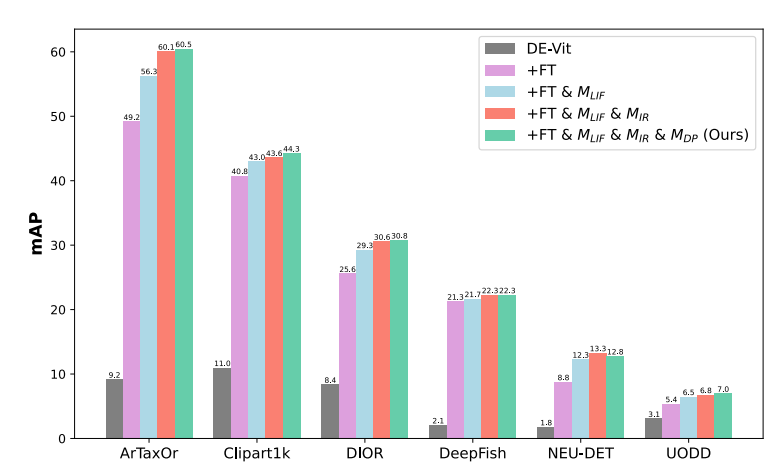 DE-Vit
+FT
+FT & M_LIF
+FT & M_LIF & M_IR
+FT & M_LIF & M_IR & M_DP (Ours)
mAP
60
50
40
30
20
10
0
9.2 49.2 56.3 60.1 60.5
11.0 40.8 43.0 43.6 44.3
8.4 25.6 29.3 30.6 30.8
2.1 21.3 21.7 22.3 22.3
1.8 8.8 12.3 13.3 12.8
3.1 5.4 6.5 6.8 7.0
ArTaxOr Clipart1k DIOR DeepFish NEU-DET UODD